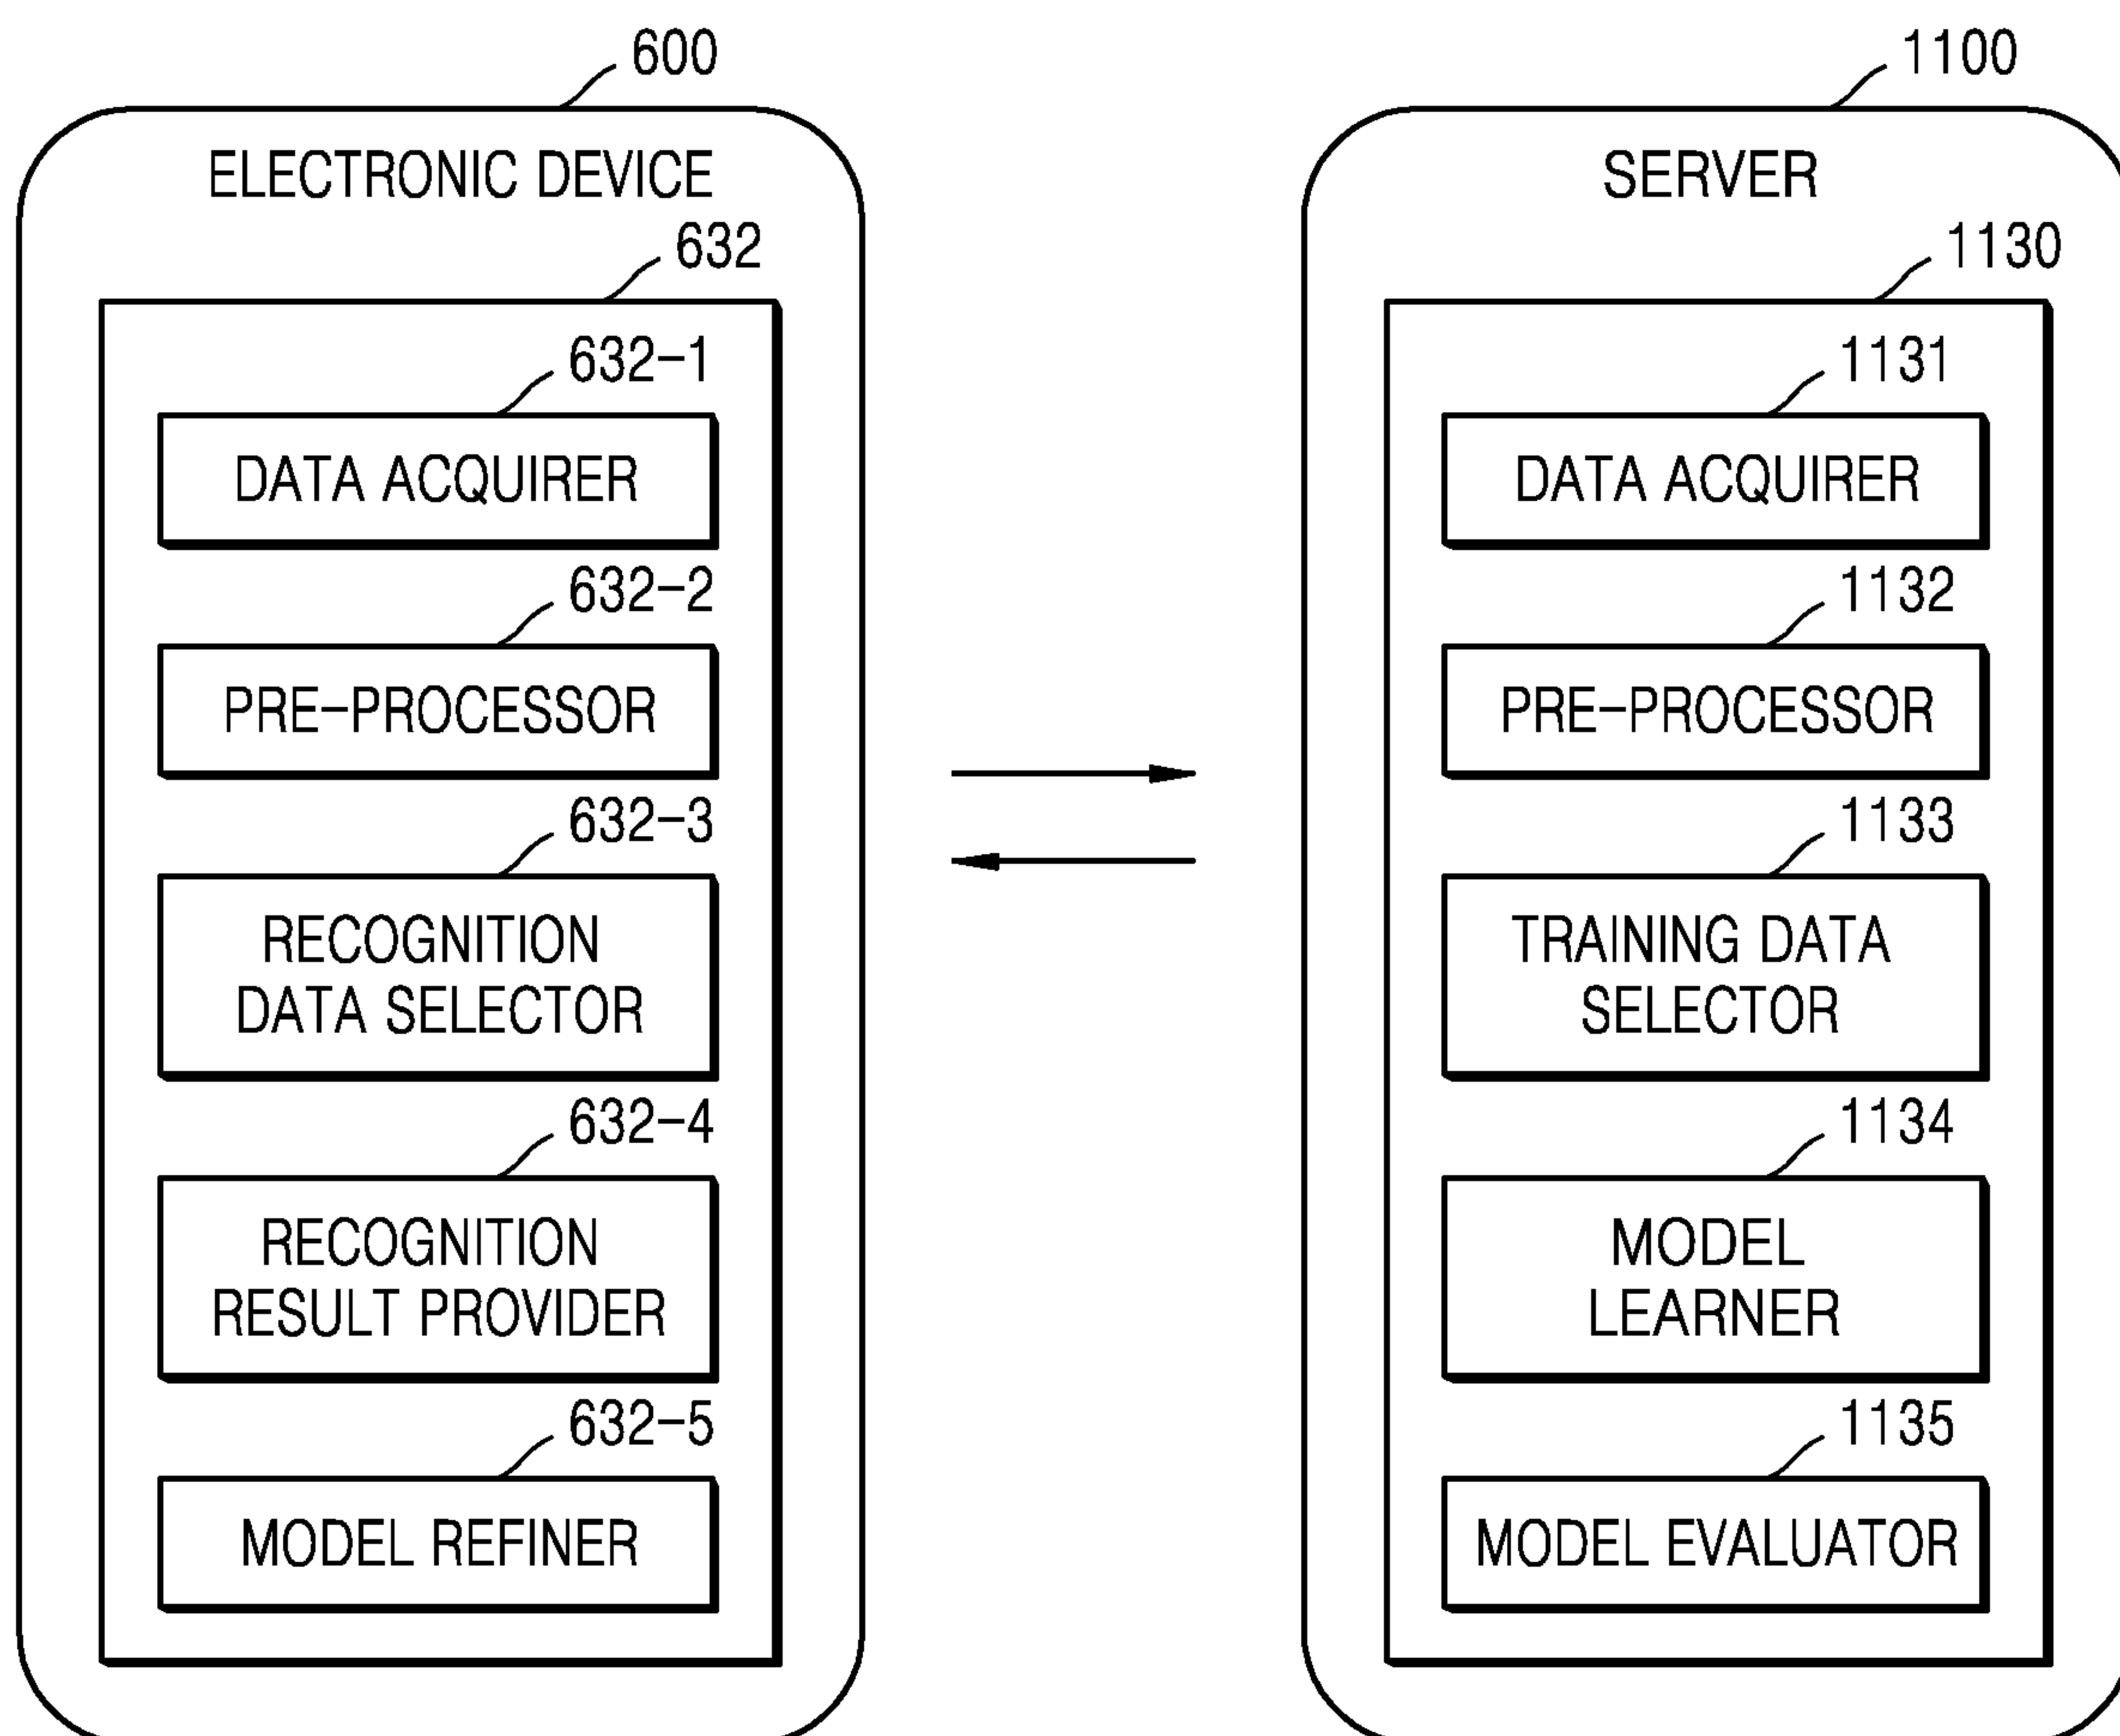 600
ELECTRONIC DEVICE
632
632-1
DATA ACQUIRER
632-2
PRE-PROCESSOR
632-3
RECOGNITION
DATA SELECTOR
632-4
RECOGNITION
RESULT PROVIDER
632-5
MODEL REFINER
1100
SERVER
1130
1131
DATA ACQUIRER
1132
PRE-PROCESSOR
1133
TRAINING DATA
SELECTOR
1134
MODEL
LEARNER
1135
MODEL EVALUATOR